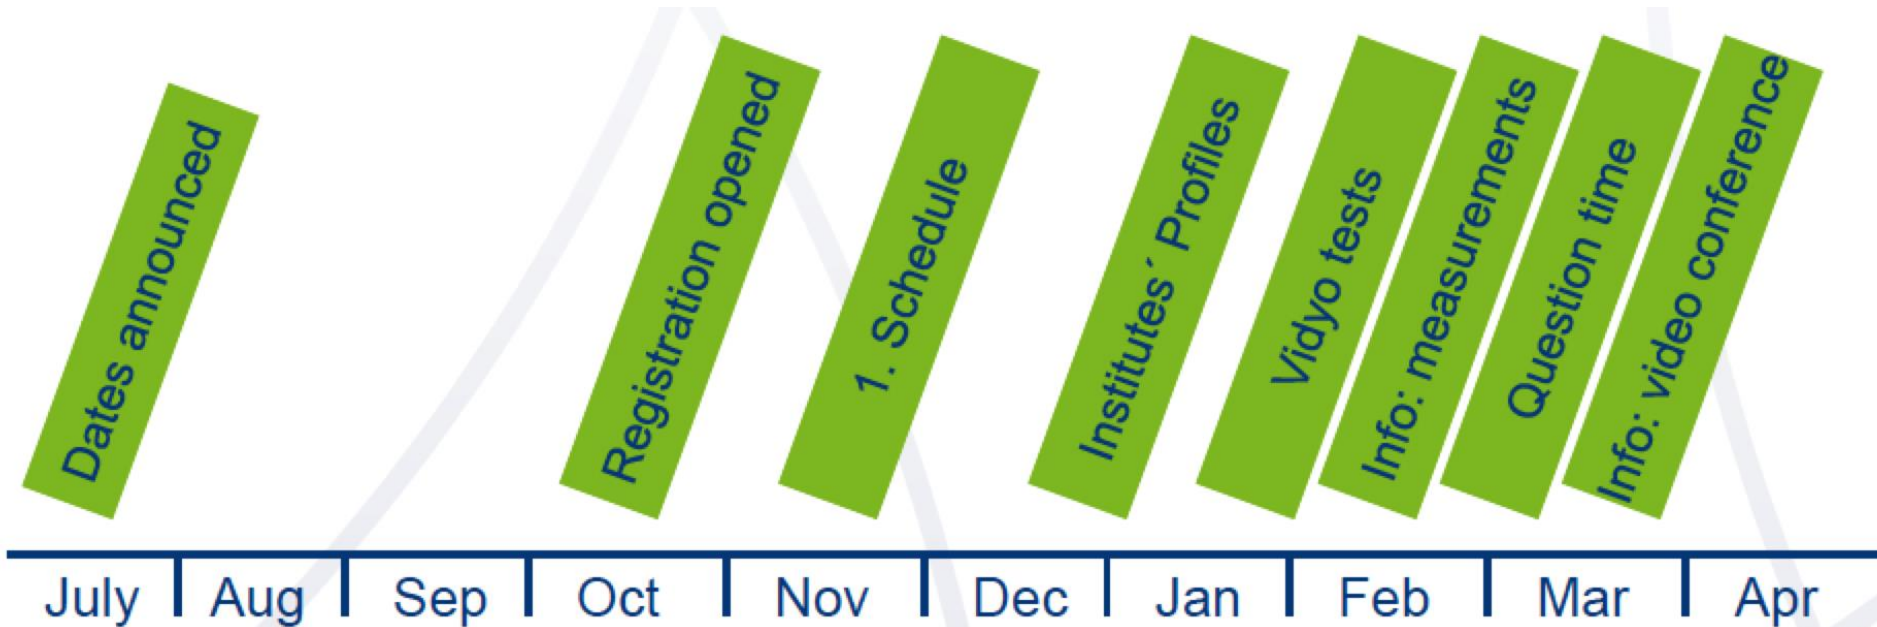 Dates announced
Registration opened
1. Schedule
Institutes´ Profiles
Vidyo tests
Info: measurements
Question time
Info: video conference
July Aug Sep Oct Nov Dec Jan Feb Mar Apr